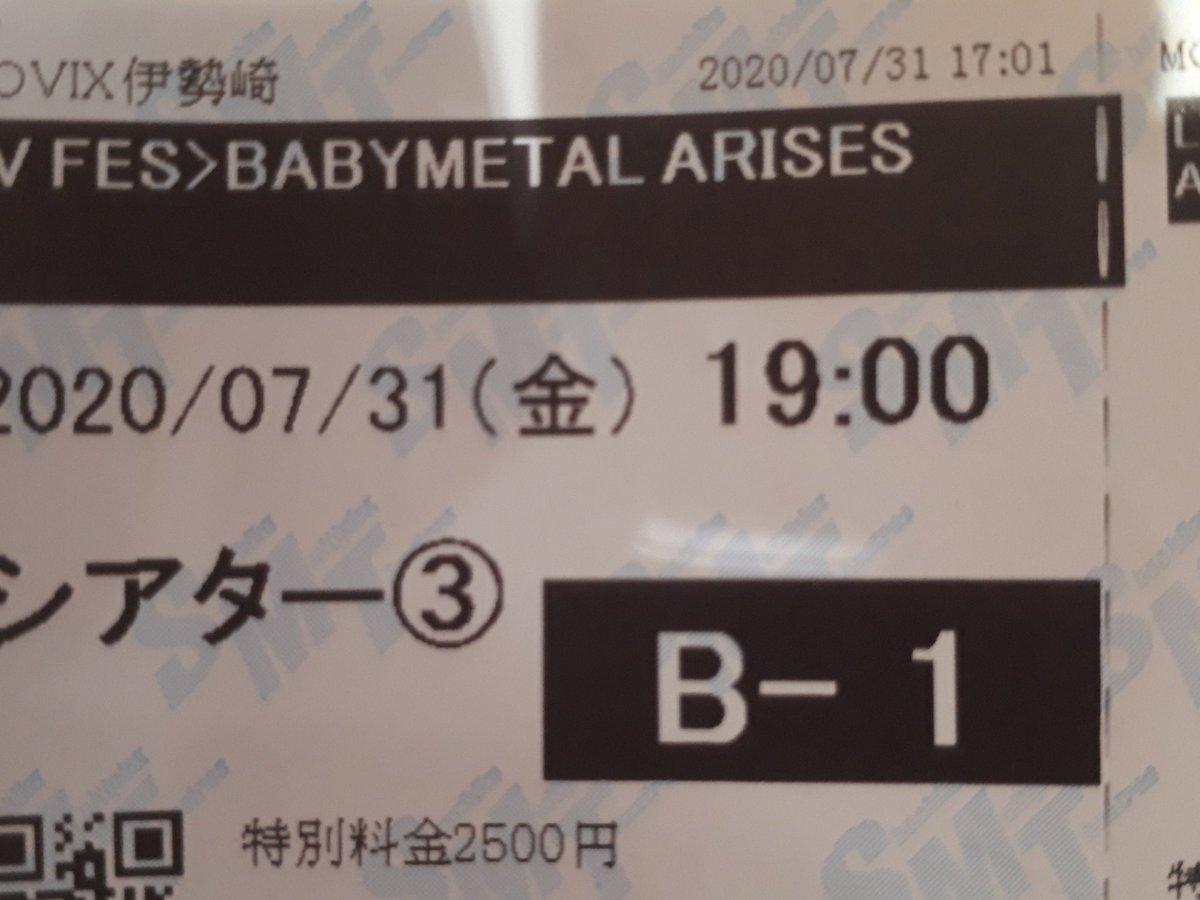 OVIX伊勢崎 2020/07/31 17:01
V FES>BABYMETAL ARISES
2020/07/31(金) 19:00
シアター③
B- 1
特別料金2500円